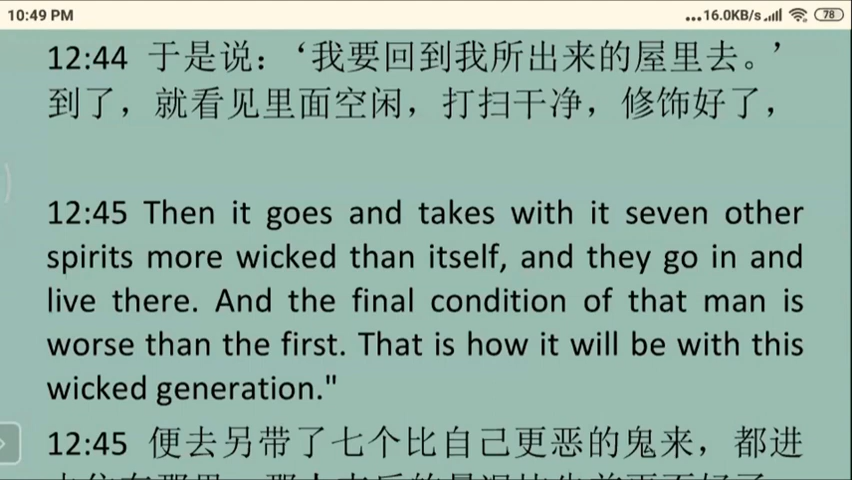 10:49 PM ...16.0KB/s 78
12:44 于是说：‘我要回到我所出来的屋里去。’
到了，就看见里面空闲，打扫干净，修饰好了，
12:45 Then it goes and takes with it seven other
spirits more wicked than itself, and they go in and
live there. And the final condition of that man is
worse than the first. That is how it will be with this
wicked generation."
12:45 便去另带了七个比自己更恶的鬼来，都进